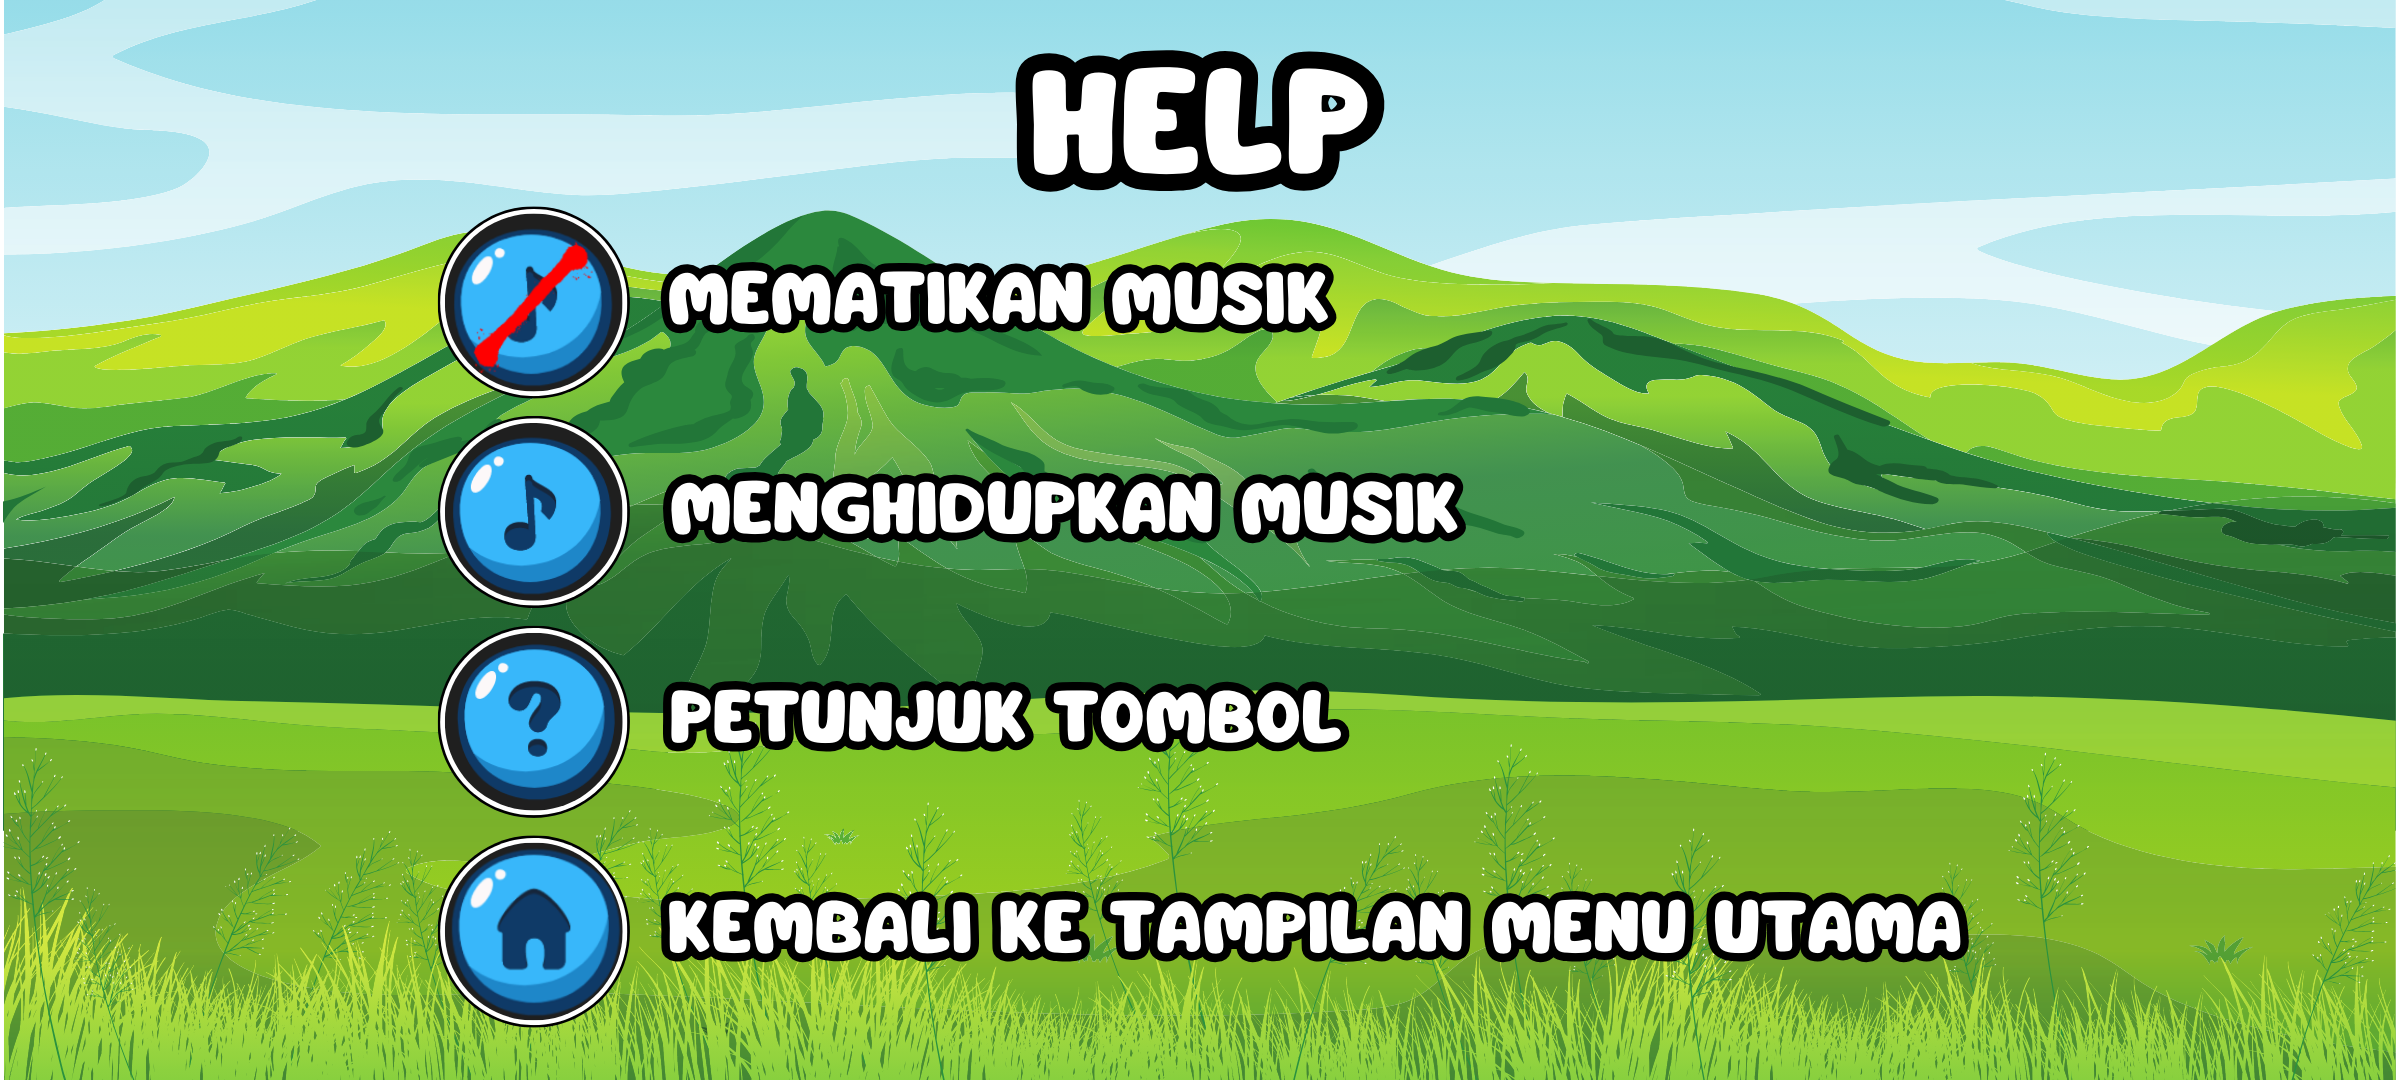 HELP
MEMATIKAN MUSIK
MENGHIDUPKAN MUSIK
PETUNJUK TOMBOL
KEMBALI KE TAMPILAN MENU UTAMA